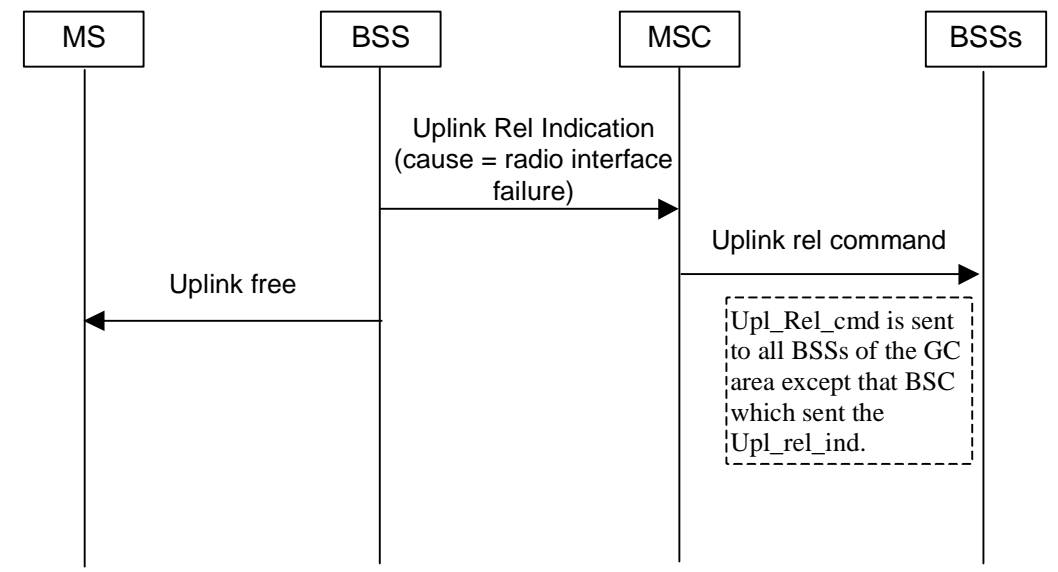 MS
BSS
MSC
BSSs
Uplink Rel Indication
(cause = radio interface
failure)
Uplink rel command
Uplink free
Upl_Rel_cmd is sent
to all BSSs of the GC
area except that BSC
which sent the
Upl_rel_ind.